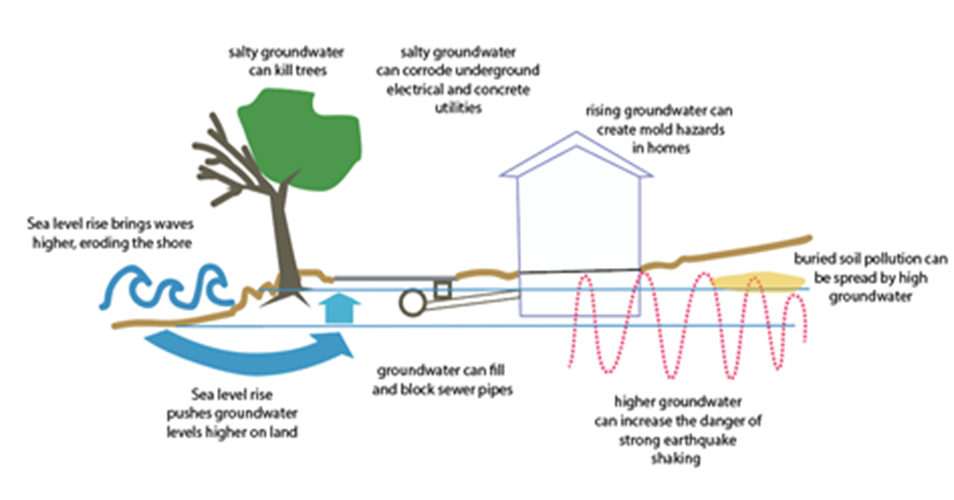 salty groundwater
can kill trees
salty groundwater
can corrode underground
electrical and concrete
utilities
rising groundwater can
create mold hazards
in homes
Sea level rise brings waves
higher, eroding the shore
buried soil pollution can
be spread by high
groundwater
groundwater can fill
and block sewer pipes
Sea level rise
pushes groundwater
levels higher on land
higher groundwater
can increase the danger of
strong earthquake
shaking